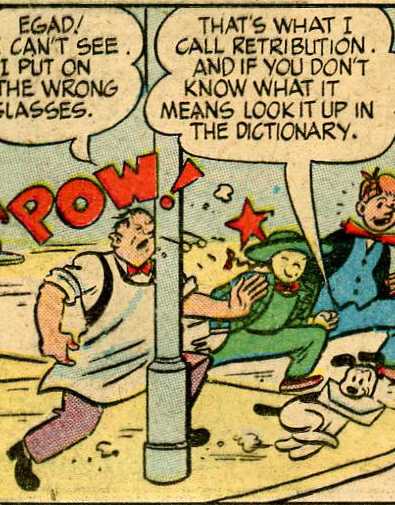 EGAD!
I CAN'T SEE.
I PUT ON
THE WRONG
GLASSES.
THAT'S WHAT I
CALL RETRIBUTION.
AND IF YOU DON'T
KNOW WHAT IT
MEANS LOOK IT UP IN
THE DICTIONARY.
POW!